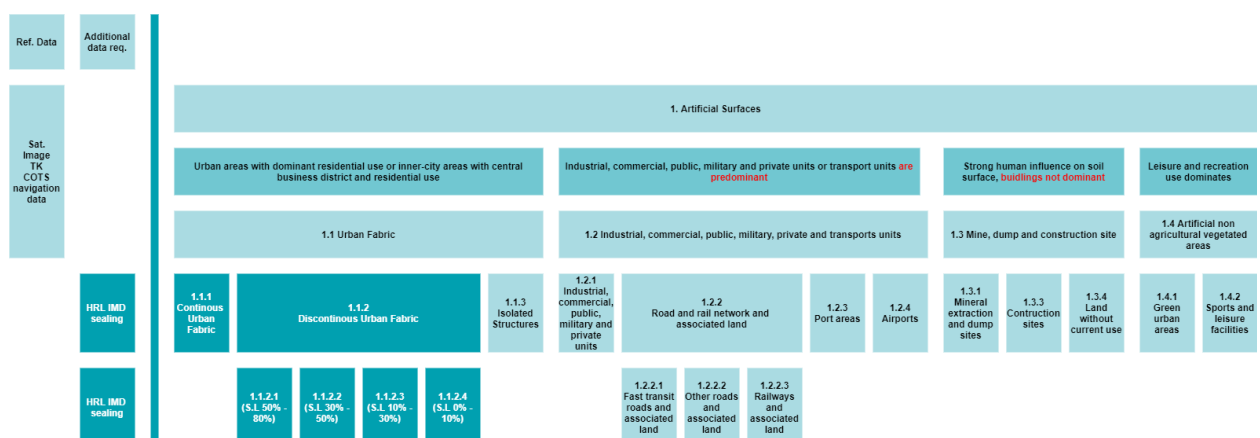 Ref. Data
Additional
data req.
1. Artificial Surfaces
Sat.
Image
TK
COTS
navigation
data
Urban areas with dominant residential use or inner-city areas with central
business district and residential use
Industrial, commercial, public, military and private units or transport units are
predominant
Strong human influence on soil
surface, buidlings not dominant
Leisure and recreation
use dominates
1.1 Urban Fabric
1.2 Industrial, commercial, public, military, private and transports units
1.3 Mine, dump and construction site
1.4 Artificial non
agricultural vegetated
areas
HRL IMD
sealing
1.1.1
Continous
Urban
Fabric
1.1.2
Discontinous Urban Fabric
1.1.3
Isolated
Structures
1.2.1
Industrial,
commercial,
public,
military and
private
units
1.2.2
Road and rail network and
associated land
1.2.3
Port areas
1.2.4
Airports
1.3.1
Mineral
extraction
and dump
sites
1.3.3
Contruction
sites
1.3.4
Land
without
current use
1.4.1
Green
urban
areas
1.4.2
Sports and
leisure
facilities
HRL IMD
sealing
1.1.2.1
(S.L 50% -
80%)
1.1.2.2
(S.L 30% -
50%)
1.1.2.3
(S.L 10% -
30%)
1.1.2.4
(S.L 0% -
10%)
1.2.2.1
Fast transit
roads and
associated
land
1.2.2.2
Other roads
and
associated
land
1.2.2.3
Railways and
associated
land